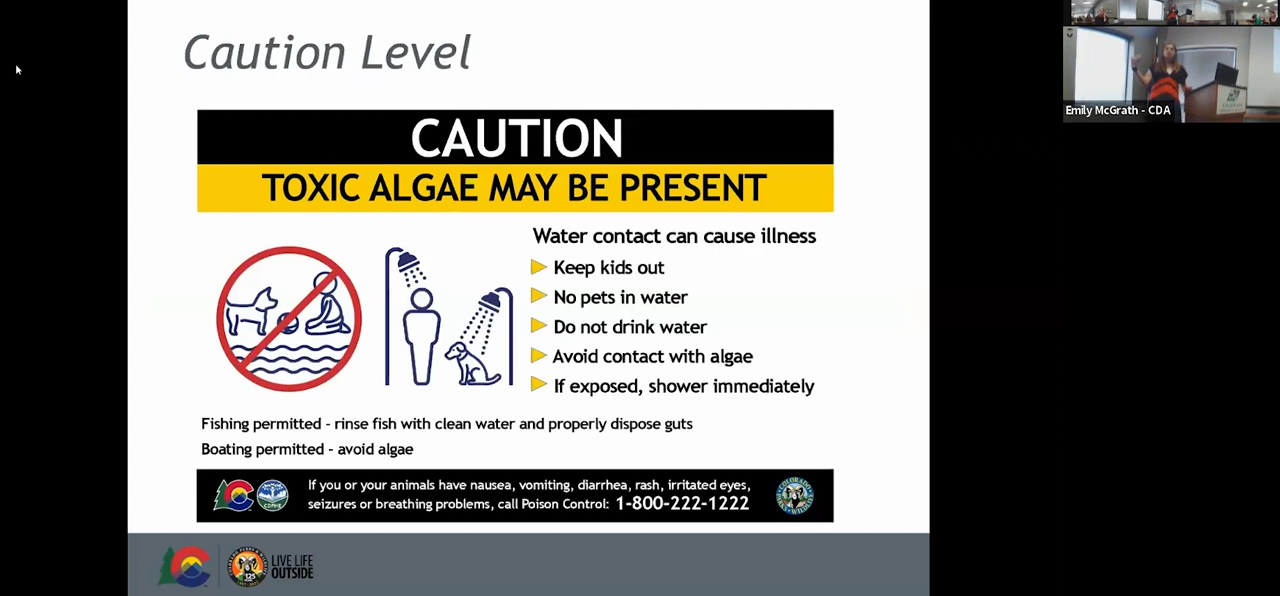 Caution Level
CAUTION
TOXIC ALGAE MAY BE PRESENT
Water contact can cause illness
Keep kids out
No pets in water
Do not drink water
Avoid contact with algae
If exposed, shower immediately
Fishing permitted - rinse fish with clean water and properly dispose guts
Boating permitted - avoid algae
If you or your animals have nausea, vomiting, diarrhea, rash, irritated eyes,
seizures or breathing problems, call Poison Control: 1-800-222-1222
CDPHE
COLORADO
LIVE LIFE
OUTSIDE
125
Emily McGrath - CDA